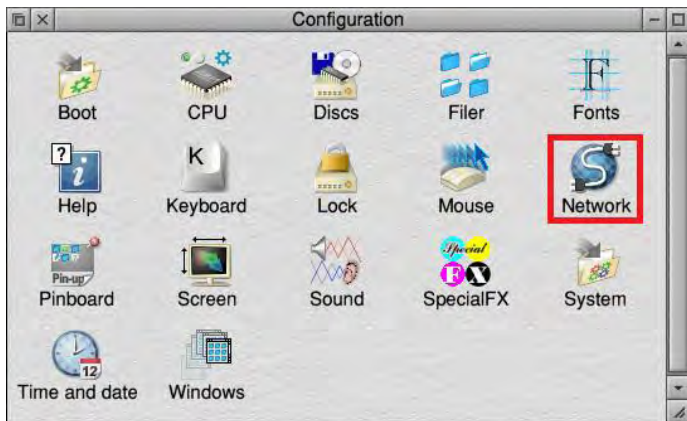 Configuration
Boot CPU Discs Filer Fonts
Help Keyboard Lock Mouse Network
Pinboard Screen Sound SpecialFX System
Time and date Windows